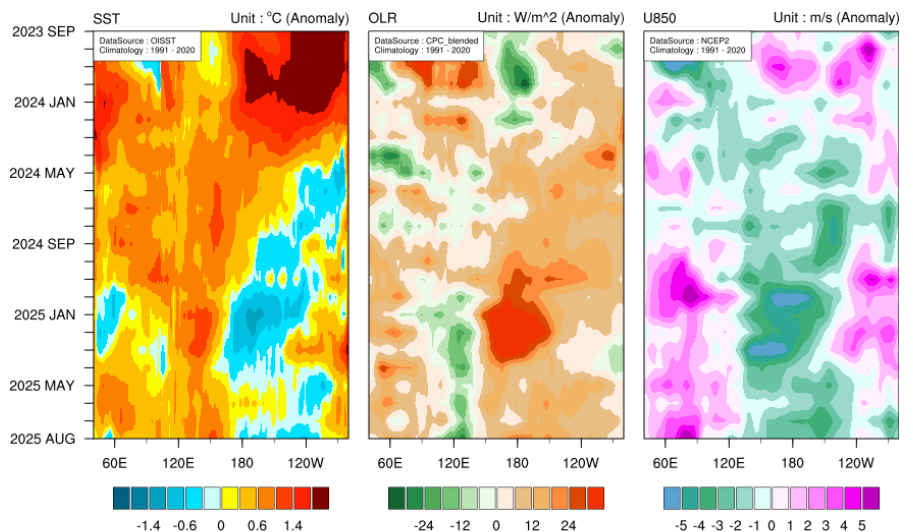 SST Unit : °C (Anomaly)
DataSource : OISST
Climatology : 1991 - 2020
2023 SEP
2024 JAN
2024 MAY
2024 SEP
2025 JAN
2025 MAY
2025 AUG
60E 120E 180 120W
-1.4 -0.6 0 0.6 1.4
OLR Unit : W/m^2 (Anomaly)
DataSource : CPC_blended
Climatology : 1991 - 2020
60E 120E 180 120W
-24 -12 0 12 24
U850 Unit : m/s (Anomaly)
DataSource : NCEP2
Climatology : 1991 - 2020
60E 120E 180 120W
-5 -4 -3 -2 -1 0 1 2 3 4 5